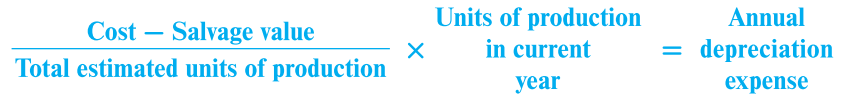 Cost – Salvage value
Total estimated units of production
×
Units of production
in current
year
=
Annual
depreciation
expense